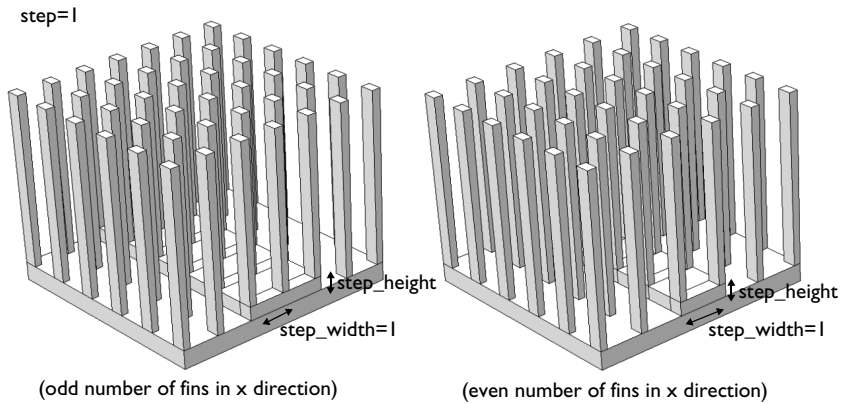 step=1
step_height
step_width=1
(odd number of fins in x direction)
step_height
step_width=1
(even number of fins in x direction)